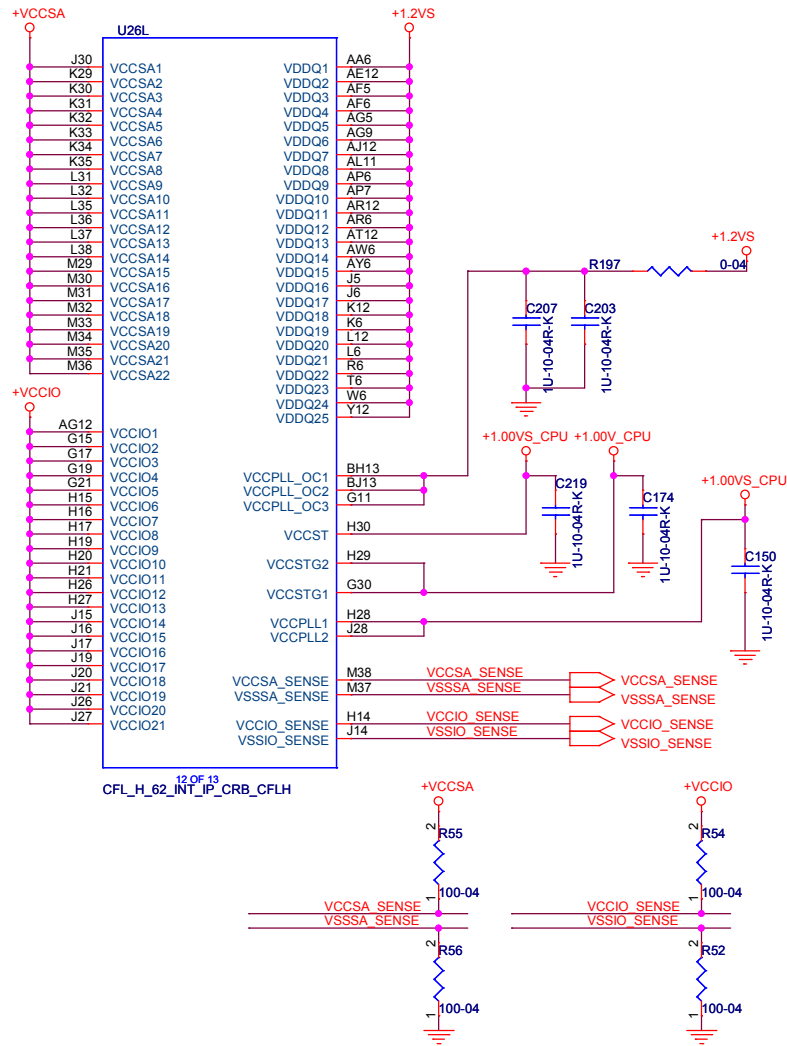 +VCCSA
+1.2VS
U26L
J30 VCCSA1 VDDQ1 AA6
K29 VCCSA2 VDDQ2 AE12
K30 VCCSA3 VDDQ3 AF5
K31 VCCSA4 VDDQ4 AF6
K32 VCCSA5 VDDQ5 AG5
K33 VCCSA6 VDDQ6 AG9
K34 VCCSA7 VDDQ7 AJ12
K35 VCCSA8 VDDQ8 AL11
L31 VCCSA9 VDDQ9 AP6
L32 VCCSA10 VDDQ10 AP7
L35 VCCSA11 VDDQ11 AR12
L36 VCCSA12 VDDQ12 AR6
L37 VCCSA13 VDDQ13 AT12
L38 VCCSA14 VDDQ14 AW6
M29 VCCSA15 VDDQ15 AY6
M30 VCCSA16 VDDQ16 J5
M31 VCCSA17 VDDQ17 J6
M32 VCCSA18 VDDQ18 K12
M33 VCCSA19 VDDQ19 K6
M34 VCCSA20 VDDQ20 L12
M35 VCCSA21 VDDQ21 L6
M36 VCCSA22 VDDQ22 R6
VDDQ23 T6
VDDQ24 W6
VDDQ25 Y12
+1.2VS
R197 0-04
C207 1U-10-04R-K
C203 1U-10-04R-K
+VCCIO
AG12 VCCIO1
G15 VCCIO2
G17 VCCIO3
G19 VCCIO4
G21 VCCIO5
H15 VCCIO6
H16 VCCIO7
H17 VCCIO8
H19 VCCIO9
H20 VCCIO10
H21 VCCIO11
H26 VCCIO12
H27 VCCIO13
J15 VCCIO14
J16 VCCIO15
J17 VCCIO16
J19 VCCIO17
J20 VCCIO18
J21 VCCIO19
J26 VCCIO20
J27 VCCIO21
VCCPLL_OC1 BH13
VCCPLL_OC2 BJ13
VCCPLL_OC3 G11
VCCST H30
VCCSTG2 H29
VCCSTG1 G30
VCCPLL1 H28
VCCPLL2 J28
VCCSA_SENSE M38 VCCSA_SENSE VCCSA_SENSE
VSSSA_SENSE M37 VSSSA_SENSE VSSSA_SENSE
VCCIO_SENSE H14 VCCIO_SENSE VCCIO_SENSE
VSSIO_SENSE J14 VSSIO_SENSE VSSIO_SENSE
+1.00VS_CPU
+1.00V_CPU
+1.00VS_CPU
C219 1U-10-04R-K
C174 1U-10-04R-K
C150 1U-10-04R-K
12 OF 13
CFL_H_62_INT_IP_CRB_CFLH
+VCCSA
2 R55
1 100-04
VCCSA_SENSE
VSSSA_SENSE
2 R56
1 100-04
+VCCIO
2 R54
1 100-04
VCCIO_SENSE
VSSIO_SENSE
2 R52
1 100-04